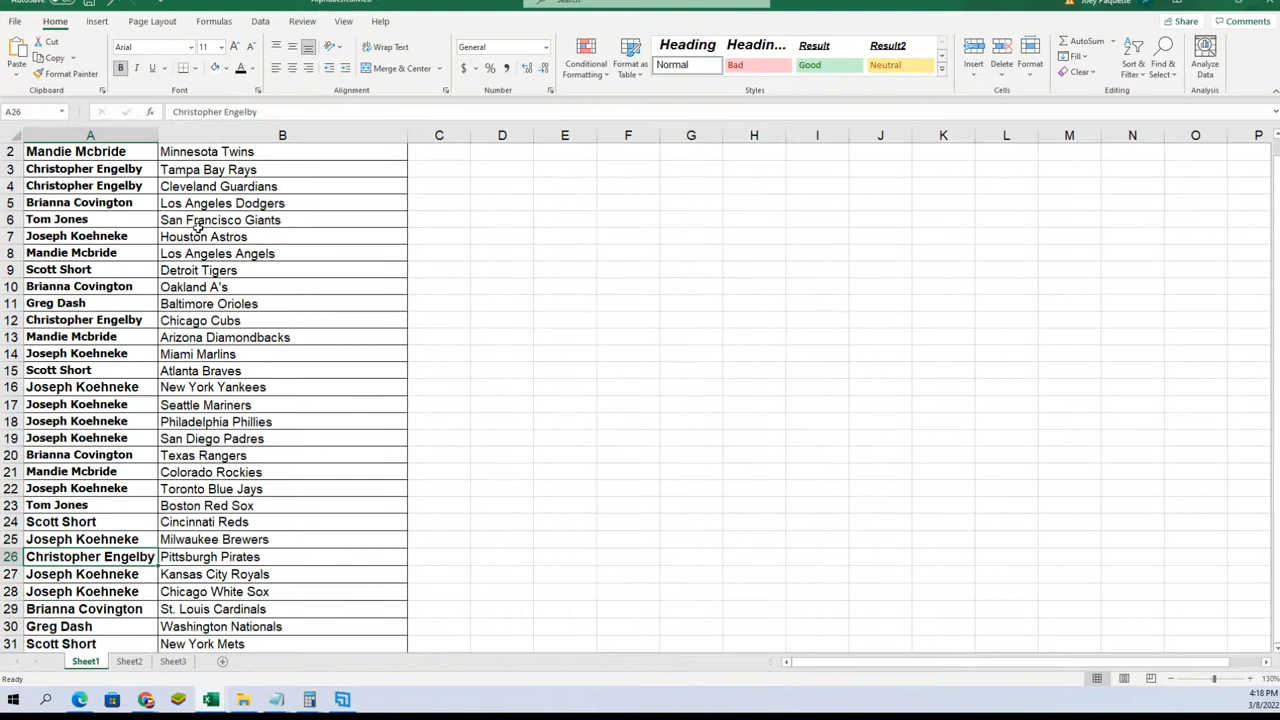 Search
Joey Paquette
File Home Insert Page Layout Formulas Data Review View Help Share Comments
Cut
Copy
Format Painter
Paste
Arial 11
B I U
Wrap Text
Merge & Center
General
$ %
Conditional Formatting
Format as Table
Heading Headin... Result Result2
Normal Bad Good Neutral
Insert Delete Format
AutoSum
Fill
Clear
Sort & Filter
Find & Select
Analyze Data
Clipboard Font Alignment Number Styles Cells Editing Analysis
A26 fx Christopher Engelby
A B C D E F G H I J K L M N O P
2 Mandie Mcbride Minnesota Twins
3 Christopher Engelby Tampa Bay Rays
4 Christopher Engelby Cleveland Guardians
5 Brianna Covington Los Angeles Dodgers
6 Tom Jones San Francisco Giants
7 Joseph Koehneke Houston Astros
8 Mandie Mcbride Los Angeles Angels
9 Scott Short Detroit Tigers
10 Brianna Covington Oakland A's
11 Greg Dash Baltimore Orioles
12 Christopher Engelby Chicago Cubs
13 Mandie Mcbride Arizona Diamondbacks
14 Joseph Koehneke Miami Marlins
15 Scott Short Atlanta Braves
16 Joseph Koehneke New York Yankees
17 Joseph Koehneke Seattle Mariners
18 Joseph Koehneke Philadelphia Phillies
19 Joseph Koehneke San Diego Padres
20 Brianna Covington Texas Rangers
21 Mandie Mcbride Colorado Rockies
22 Joseph Koehneke Toronto Blue Jays
23 Tom Jones Boston Red Sox
24 Scott Short Cincinnati Reds
25 Joseph Koehneke Milwaukee Brewers
26 Christopher Engelby Pittsburgh Pirates
27 Joseph Koehneke Kansas City Royals
28 Joseph Koehneke Chicago White Sox
29 Brianna Covington St. Louis Cardinals
30 Greg Dash Washington Nationals
31 Scott Short New York Mets
Sheet1 Sheet2 Sheet3
Ready 130%
4:18 PM
3/8/2022